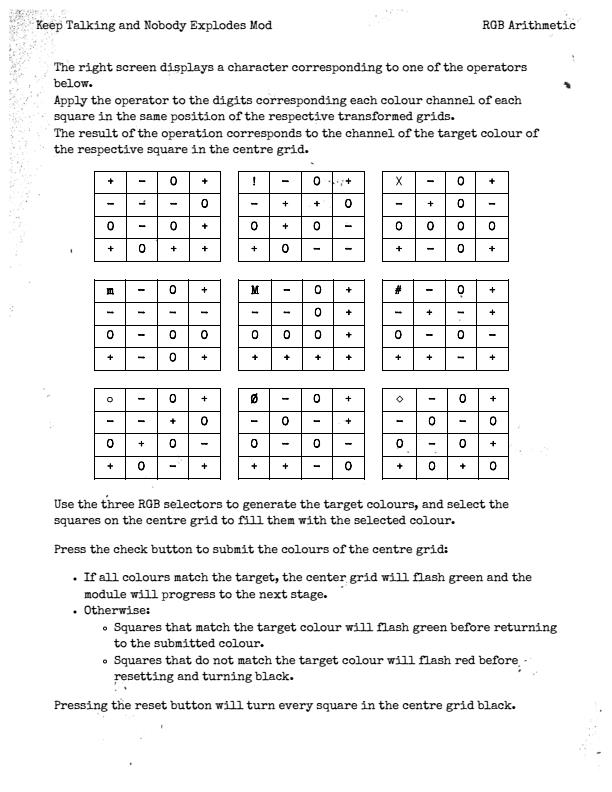 Keep Talking and Nobody Explodes Mod RGB Arithmetic
The right screen displays a character corresponding to one of the operators
below.
Apply the operator to the digits corresponding each colour channel of each
square in the same position of the respective transformed grids.
The result of the operation corresponds to the channel of the target colour of
the respective square in the centre grid.
+ - 0 + ! - 0 + X - 0 +
- - - 0 - + + 0 - + 0 -
0 - 0 + 0 + 0 - 0 0 0 0
+ 0 + + + 0 - - + - 0 +
m - 0 + M - 0 + # - 0 +
- - - - - - 0 + - + - +
0 - 0 0 0 0 0 + 0 - 0 -
+ - 0 + + + + + + + - +
○ - 0 + Ø - 0 + ◇ - 0 +
- - + 0 - 0 - + - 0 - 0
0 + 0 - 0 - 0 - 0 - 0 +
+ 0 - + + + - 0 + 0 + 0
Use the three RGB selectors to generate the target colours, and select the
squares on the centre grid to fill them with the selected colour.
Press the check button to submit the colours of the centre grid:
• If all colours match the target, the center grid will flash green and the
module will progress to the next stage.
• Otherwise:
∘ Squares that match the target colour will flash green before returning
to the submitted colour.
∘ Squares that do not match the target colour will flash red before
resetting and turning black.
Pressing the reset button will turn every square in the centre grid black.